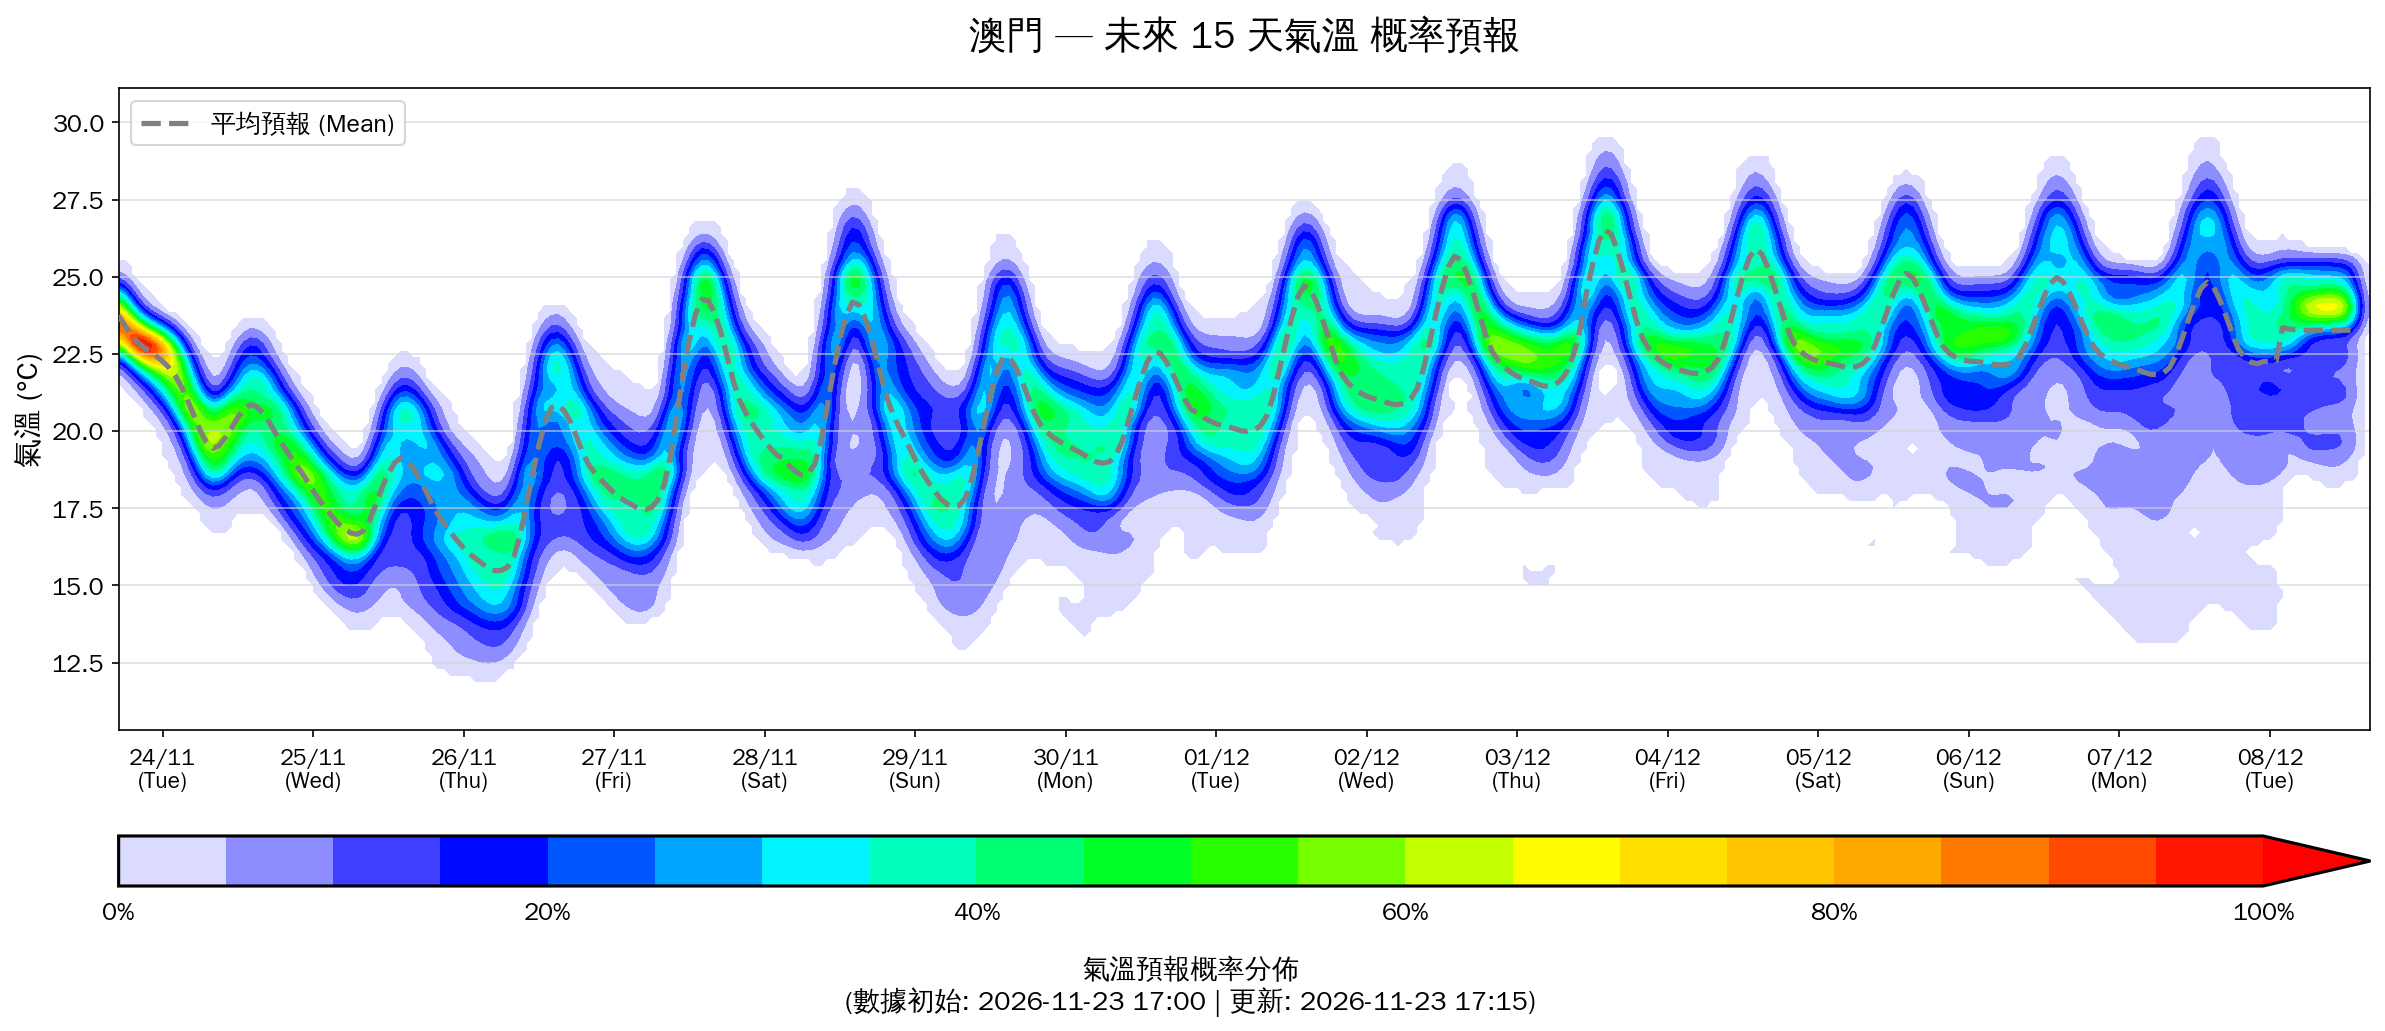 澳門 — 未來 15 天氣溫 概率預報
平均預報 (Mean)
氣溫 (°C)
30.0
27.5
25.0
22.5
20.0
17.5
15.0
12.5
24/11 25/11 26/11 27/11 28/11 29/11 30/11 01/12 02/12 03/12 04/12 05/12 06/12 07/12 08/12
(Tue) (Wed) (Thu) (Fri) (Sat) (Sun) (Mon) (Tue) (Wed) (Thu) (Fri) (Sat) (Sun) (Mon) (Tue)
0% 20% 40% 60% 80% 100%
氣溫預報概率分佈
(數據初始: 2026-11-23 17:00 | 更新: 2026-11-23 17:15)